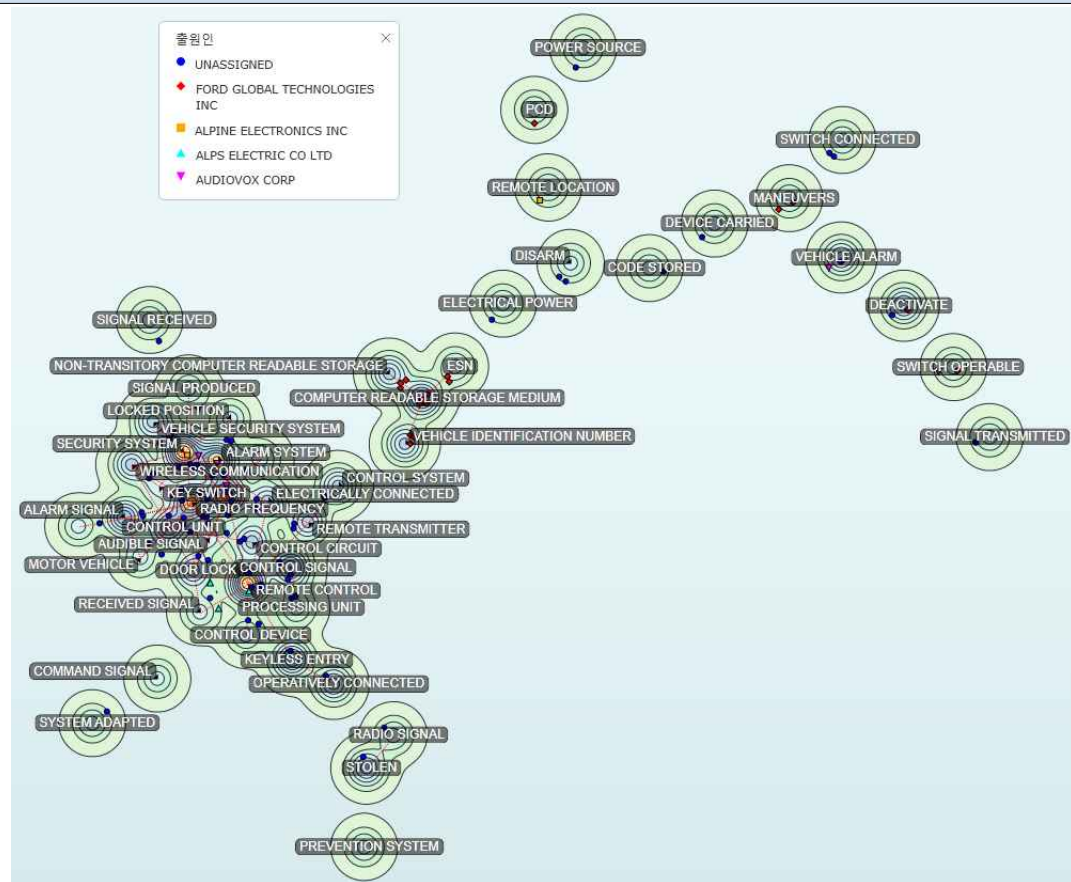 출원인
UNASSIGNED
FORD GLOBAL TECHNOLOGIES
INC
ALPINE ELECTRONICS INC
ALPS ELECTRIC CO LTD
AUDIOVOX CORP
POWER SOURCE
PCD
SWITCH CONNECTED
REMOTE LOCATION
MANEUVERS
DEVICE CARRIED
DISARM
VEHICLE ALARM
CODE STORED
ELECTRICAL POWER
DEACTIVATE
SIGNAL RECEIVED
NON-TRANSITORY COMPUTER READABLE STORAGE
ESN
SWITCH OPERABLE
SIGNAL PRODUCED
COMPUTER READABLE STORAGE MEDIUM
LOCKED POSITION
VEHICLE SECURITY SYSTEM
VEHICLE IDENTIFICATION NUMBER
SIGNAL TRANSMITTED
SECURITY SYSTEM
ALARM SYSTEM
WIRELESS COMMUNICATION
CONTROL SYSTEM
KEY SWITCH
ELECTRICALLY CONNECTED
ALARM SIGNAL
RADIO FREQUENCY
CONTROL UNIT
REMOTE TRANSMITTER
AUDIBLE SIGNAL
CONTROL CIRCUIT
MOTOR VEHICLE
DOOR LOCK
CONTROL SIGNAL
REMOTE CONTROL
RECEIVED SIGNAL
PROCESSING UNIT
CONTROL DEVICE
KEYLESS ENTRY
COMMAND SIGNAL
OPERATIVELY CONNECTED
SYSTEM ADAPTED
RADIO SIGNAL
STOLEN
PREVENTION SYSTEM